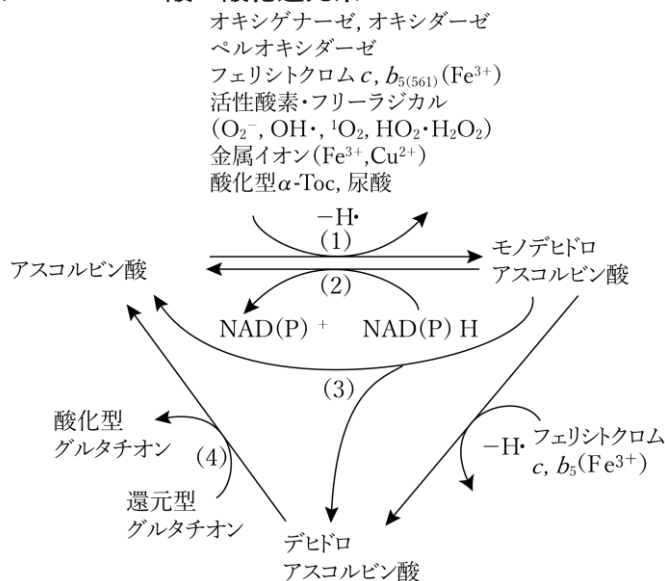 オキシゲナーゼ, オキシダーゼ
ペルオキシダーゼ
フェリシトクロム c, b5(561)(Fe³⁺)
活性酸素・フリーラジカル
(O₂⁻, OH・, ¹O₂, HO₂・H₂O₂)
金属イオン(Fe³⁺,Cu²⁺)
酸化型α-Toc, 尿酸
−H・
(1)
アスコルビン酸
モノデヒドロ
アスコルビン酸
(2)
NAD(P) ⁺
NAD(P) H
(3)
酸化型
グルタチオン
(4)
還元型
グルタチオン
−H・
フェリシトクロム
c, b₅(Fe³⁺)
デヒドロ
アスコルビン酸